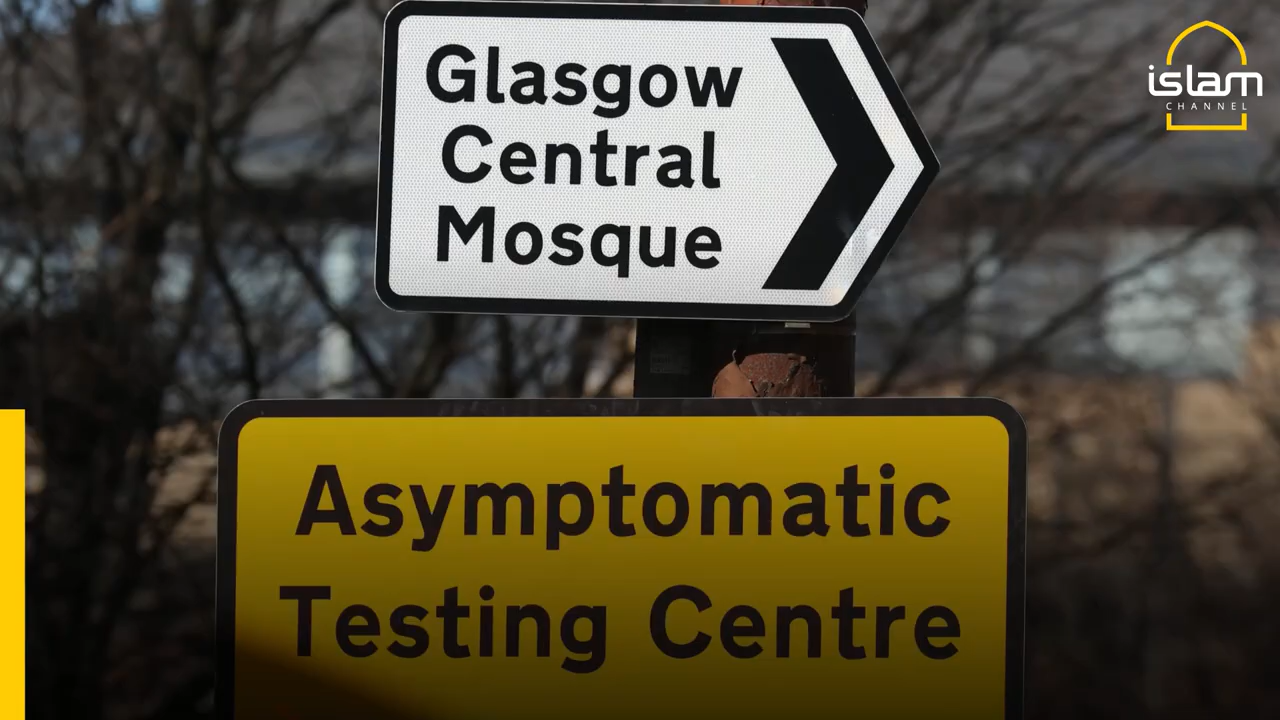 Glasgow
Central
Mosque
islam
CHANNEL
Asymptomatic
Testing Centre